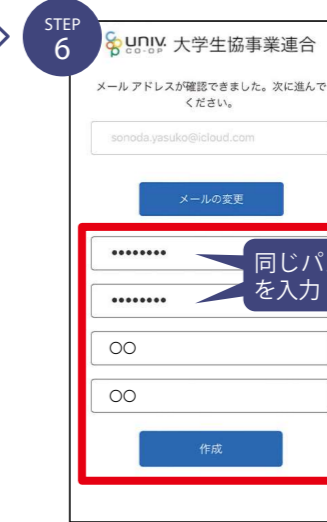 STEP
6
UNIV.
CO-OP
大学生協事業連合
メール アドレスが確認できました。次に進んで
ください。
sonoda.yasuko@icloud.com
メールの変更
••••••••
同じパ
••••••••
を入力
○○
○○
作成